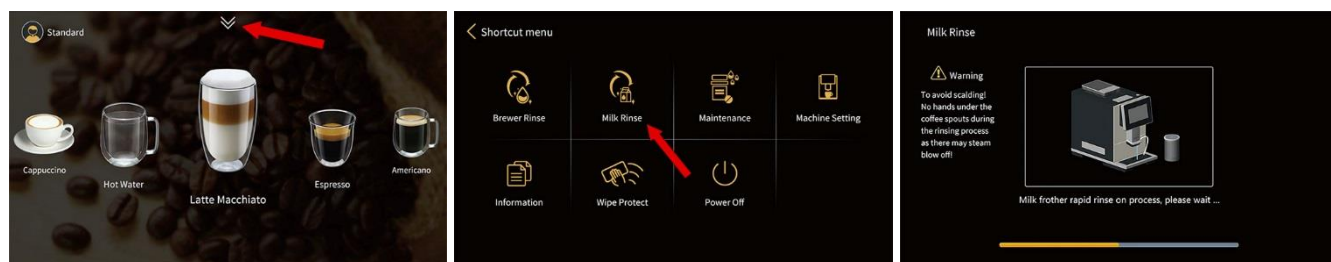 Standard
Cappuccino
Hot Water
Latte Macchiato
Espresso
Americano
Shortcut menu
Brewer Rinse
Milk Rinse
Maintenance
Machine Setting
Information
Wipe Protect
Power Off
Milk Rinse
Warning
To avoid scalding!
No hands under the
coffee spouts during
the rinsing process
as there may steam
blow off!
Milk frother rapid rinse on process, please wait ...